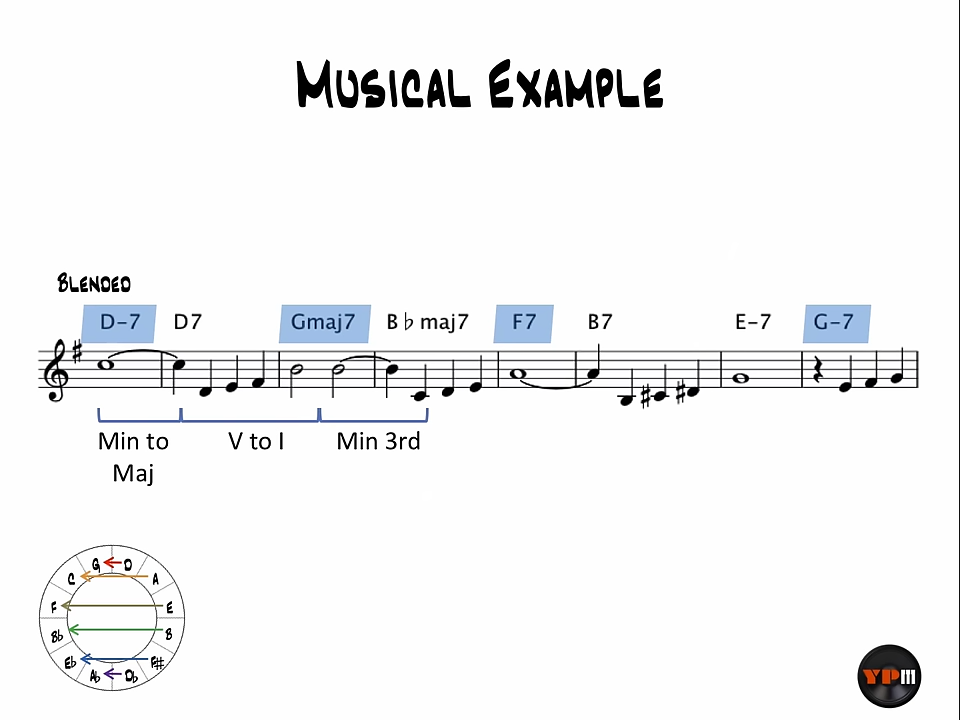 MUSICAL EXAMPLE
BLENDED
D-7 D7 Gmaj7 B♭maj7 F7 B7 E-7 G-7
Min to Maj
V to I
Min 3rd
G D
C A
F E
Bb B
Eb F#
Ab Db
YPM